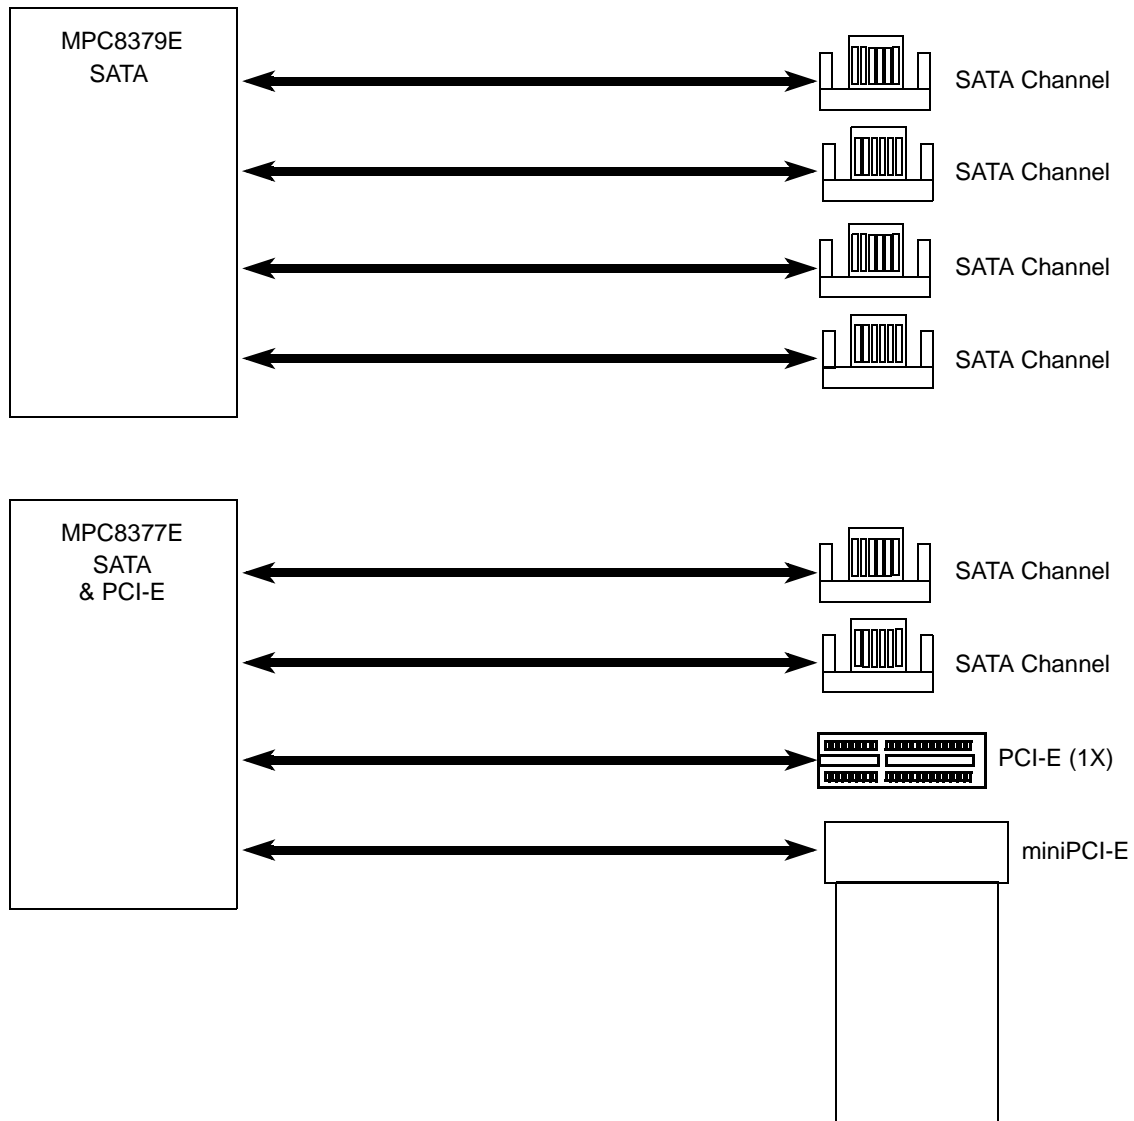 MPC8379E
SATA
SATA Channel
SATA Channel
SATA Channel
SATA Channel
MPC8377E
SATA
& PCI-E
SATA Channel
SATA Channel
PCI-E (1X)
miniPCI-E